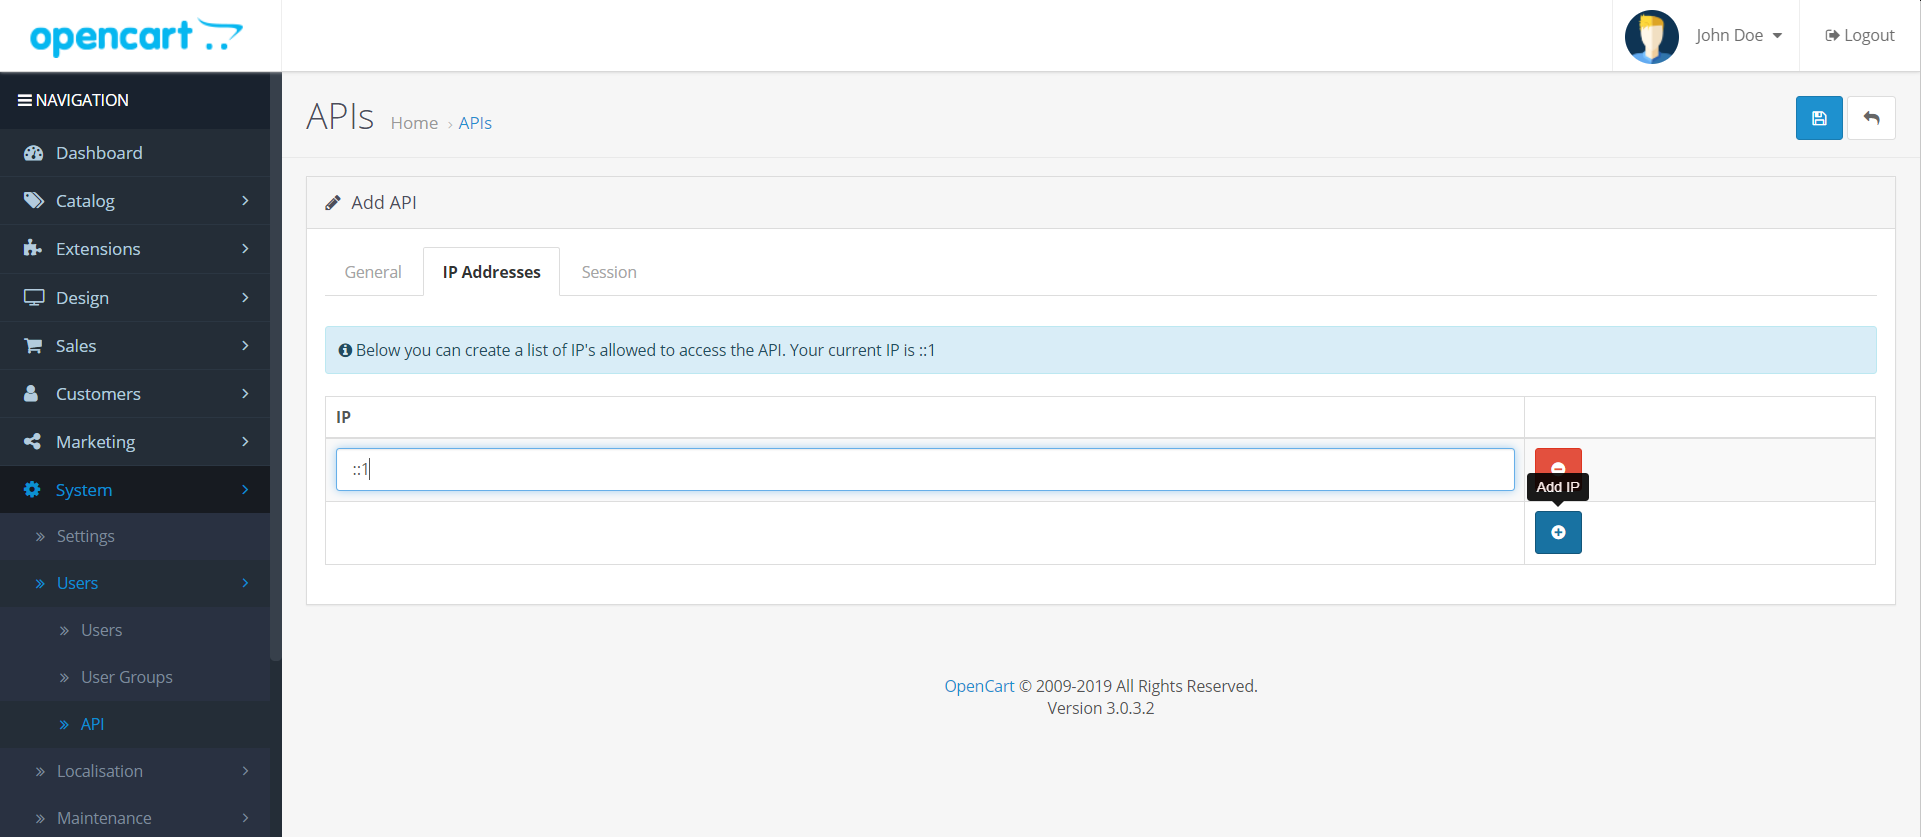 opencart
John Doe
Logout
NAVIGATION
Dashboard
Catalog
Extensions
Design
Sales
Customers
Marketing
System
Settings
Users
Users
User Groups
API
Localisation
Maintenance
APIs
Home › APIs
Add API
General
IP Addresses
Session
Below you can create a list of IP's allowed to access the API. Your current IP is ::1
IP
::1
Add IP
OpenCart © 2009-2019 All Rights Reserved.
Version 3.0.3.2